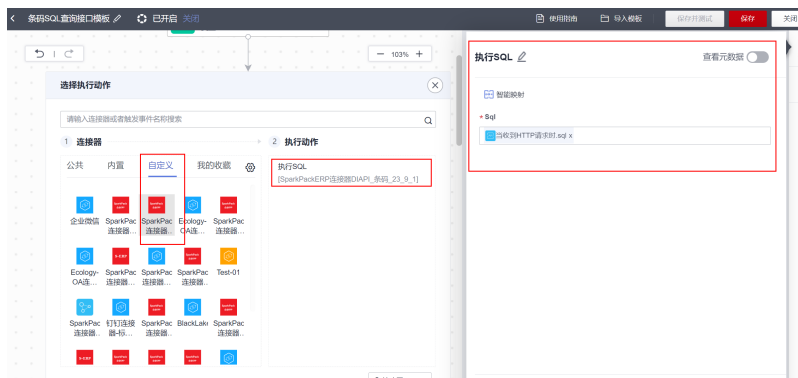 条码SQL查询接口模板 已开启 关闭 使用指南 导入模板 保存并测试 保存 关闭
103%
选择执行动作
请输入连接器或者触发事件名称搜索
1 连接器 2 执行动作
公共 内置 自定义 我的收藏
执行SQL
[SparkPackERP连接器DIAPI_条码_23_9_1]
企业微信 SparkPac 连接器... SparkPac 连接器.. Ecology-OA连... SparkPac 连接器...
Ecology-OA连... SparkPac 连接器... SparkPac 连接器... SparkPac 连接器.. Test-01
SparkPac 连接器.. 钉钉连接器-标... SparkPac 连接器.. BlackLake SparkPac 连接器..
执行SQL 查看元数据
智能映射
* Sql
当收到HTTP请求时.sql x